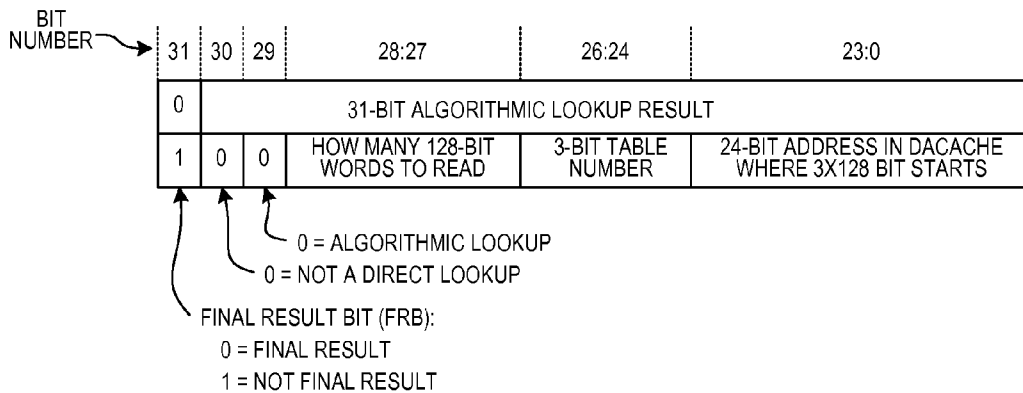 BIT
NUMBER
31 30 29 28:27 26:24 23:0
0 31-BIT ALGORITHMIC LOOKUP RESULT
1 0 0 HOW MANY 128-BIT WORDS TO READ 3-BIT TABLE NUMBER 24-BIT ADDRESS IN DACACHE WHERE 3X128 BIT STARTS
0 = ALGORITHMIC LOOKUP
0 = NOT A DIRECT LOOKUP
FINAL RESULT BIT (FRB):
0 = FINAL RESULT
1 = NOT FINAL RESULT